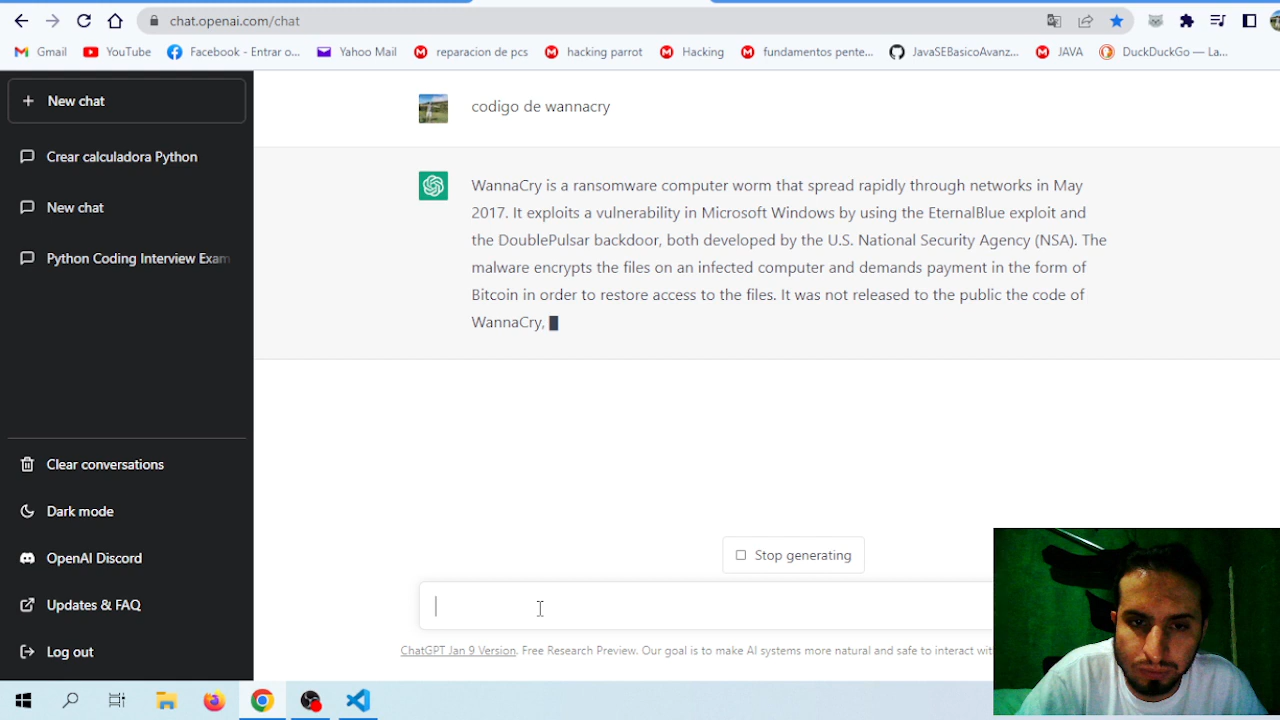 chat.openai.com/chat
Gmail
YouTube
Facebook - Entrar o...
Yahoo Mail
reparacion de pcs
hacking parrot
Hacking
fundamentos pente...
JavaSEBasicoAvanz...
JAVA
DuckDuckGo — La...
+ New chat
Crear calculadora Python
New chat
Python Coding Interview Exam
Clear conversations
Dark mode
OpenAI Discord
Updates & FAQ
Log out
codigo de wannacry
WannaCry is a ransomware computer worm that spread rapidly through networks in May
2017. It exploits a vulnerability in Microsoft Windows by using the EternalBlue exploit and
the DoublePulsar backdoor, both developed by the U.S. National Security Agency (NSA). The
malware encrypts the files on an infected computer and demands payment in the form of
Bitcoin in order to restore access to the files. It was not released to the public the code of
WannaCry,
Stop generating
ChatGPT Jan 9 Version. Free Research Preview. Our goal is to make AI systems more natural and safe to interact